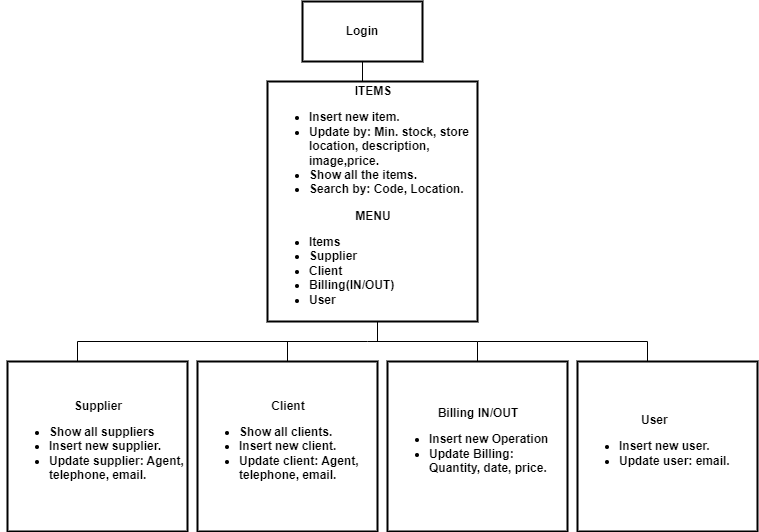 Login
ITEMS
• Insert new item.
• Update by: Min. stock, store
location, description,
image,price.
• Show all the items.
• Search by: Code, Location.
MENU
• Items
• Supplier
• Client
• Billing(IN/OUT)
• User
Supplier
• Show all suppliers
• Insert new supplier.
• Update supplier: Agent,
telephone, email.
Client
• Show all clients.
• Insert new client.
• Update client: Agent,
telephone, email.
Billing IN/OUT
• Insert new Operation
• Update Billing:
Quantity, date, price.
User
• Insert new user.
• Update user: email.